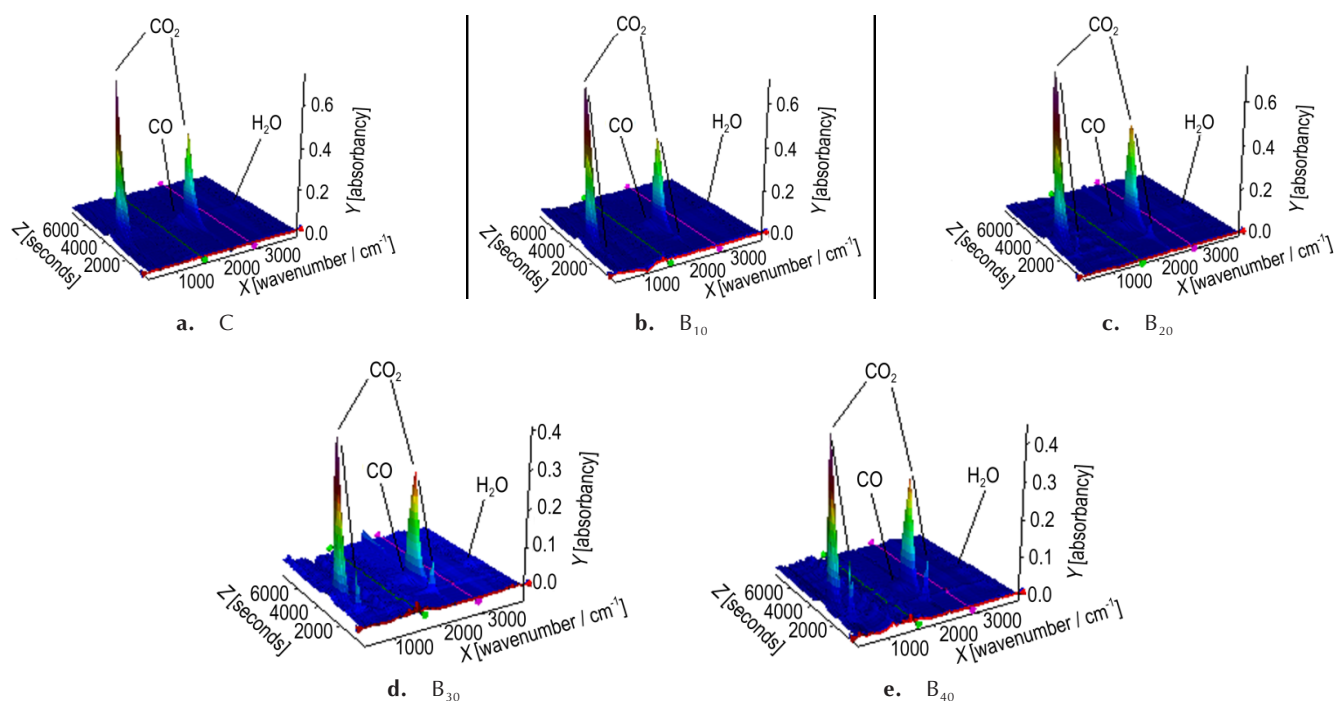 CO₂
CO
H₂O
0.6
0.4
0.2
0.0
Y [absorbancy]
6000
4000
2000
Z [seconds]
1000
2000
3000
X [wavenumber / cm⁻¹]
a. C
CO₂
CO
H₂O
0.6
0.4
0.2
0.0
Y [absorbancy]
6000
4000
2000
Z [seconds]
1000
2000
3000
X [wavenumber / cm⁻¹]
b. B₁₀
CO₂
CO
H₂O
0.6
0.4
0.2
0.0
Y [absorbancy]
6000
4000
2000
Z [seconds]
1000
2000
3000
X [wavenumber / cm⁻¹]
c. B₂₀
CO₂
CO
H₂O
0.4
0.3
0.2
0.1
0.0
Y [absorbancy]
6000
4000
2000
Z [seconds]
1000
2000
3000
X [wavenumber / cm⁻¹]
d. B₃₀
CO₂
CO
H₂O
0.4
0.3
0.2
0.1
0.0
Y [absorbancy]
6000
4000
2000
Z [seconds]
1000
2000
3000
X [wavenumber / cm⁻¹]
e. B₄₀